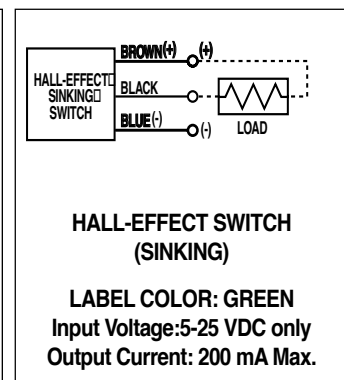 BROWN(+) (+)
HALL-EFFECT
SINKING
SWITCH
BLACK
BLUE(-) (-)
LOAD
HALL-EFFECT SWITCH
(SINKING)
LABEL COLOR: GREEN
Input Voltage:5-25 VDC only
Output Current: 200 mA Max.